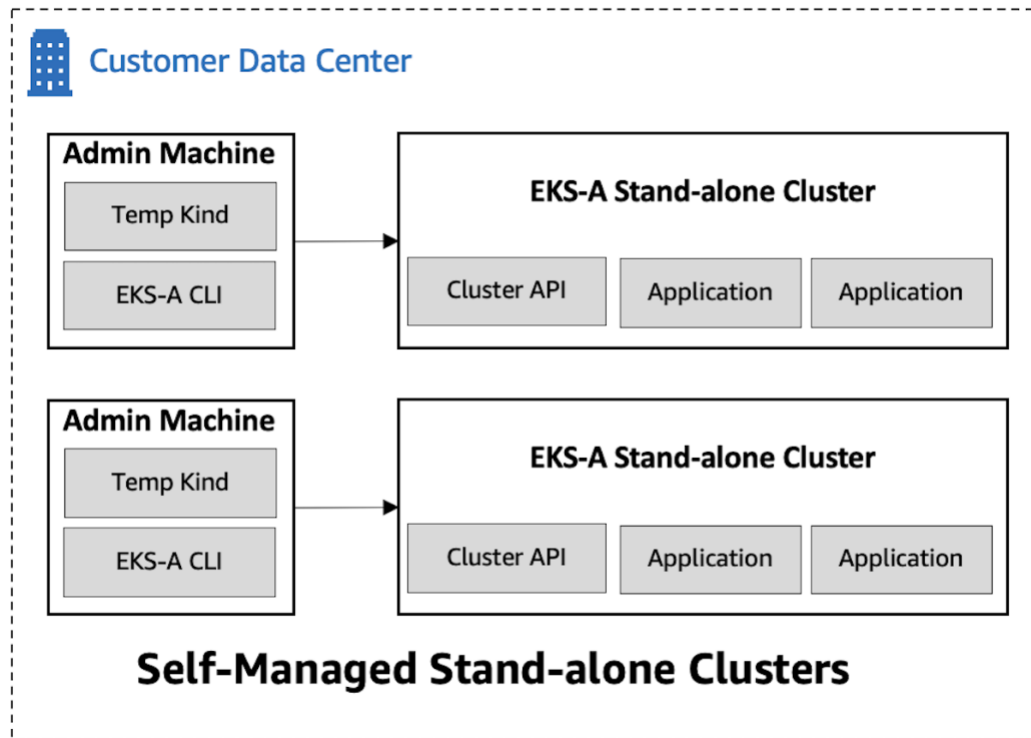 Customer Data Center
Admin Machine
Temp Kind
EKS-A CLI
EKS-A Stand-alone Cluster
Cluster API
Application
Application
Admin Machine
Temp Kind
EKS-A CLI
EKS-A Stand-alone Cluster
Cluster API
Application
Application
Self-Managed Stand-alone Clusters